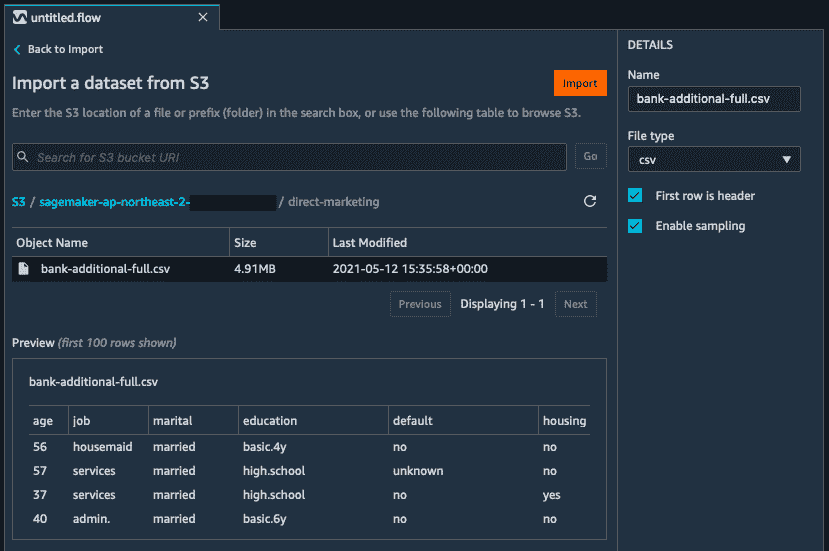 untitled.flow
Back to Import
Import a dataset from S3
Import
Enter the S3 location of a file or prefix (folder) in the search box, or use the following table to browse S3.
Search for S3 bucket URI
Go
S3 / sagemaker-ap-northeast-2- / direct-marketing
Object Name Size Last Modified
bank-additional-full.csv 4.91MB 2021-05-12 15:35:58+00:00
Previous Displaying 1 - 1 Next
Preview (first 100 rows shown)
bank-additional-full.csv
age job marital education default housing
56 housemaid married basic.4y no no
57 services married high.school unknown no
37 services married high.school no yes
40 admin. married basic.6y no no
DETAILS
Name
bank-additional-full.csv
File type
csv
First row is header
Enable sampling